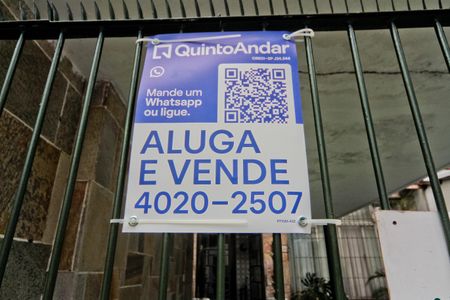 QuintoAndar
Mande um
Whatsapp
ou ligue.
ALUGA
E VENDE
4020-2507